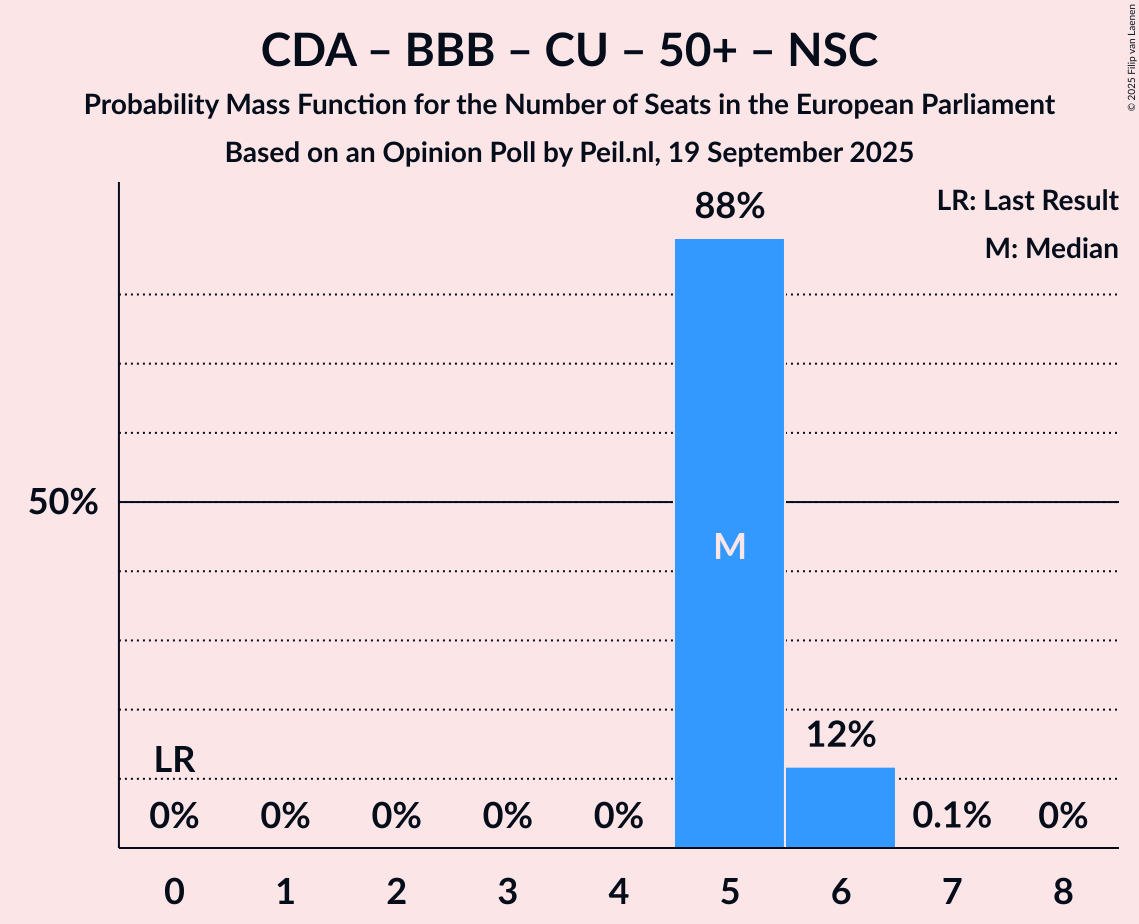 CDA – BBB – CU – 50+ – NSC
Probability Mass Function for the Number of Seats in the European Parliament
Based on an Opinion Poll by Peil.nl, 19 September 2025
© 2025 Filip van Laenen
LR: Last Result
M: Median
88%
50%
M
12%
LR
0% 0% 0% 0% 0% 0.1% 0%
0 1 2 3 4 5 6 7 8